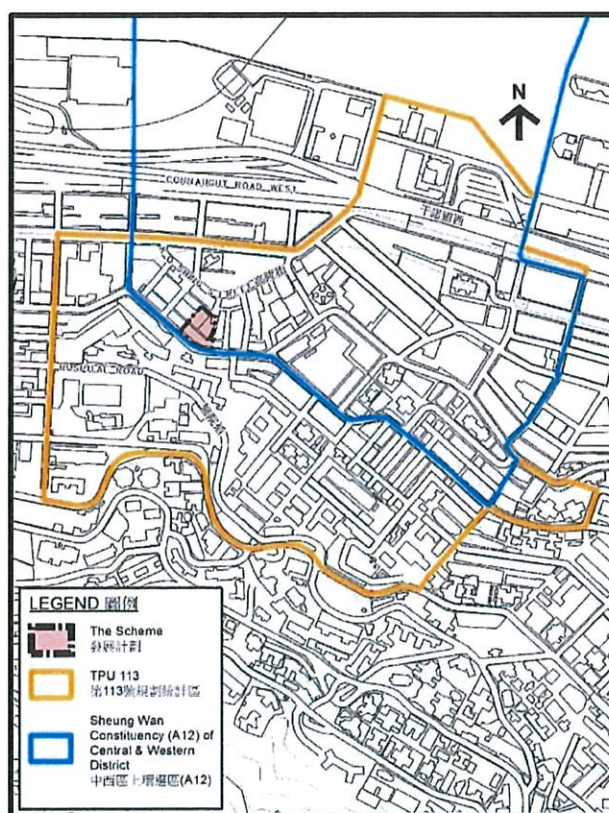 N
CONNAUGHT ROAD WEST
干諾道西
HOSPITAL ROAD
LEGEND 圖例
The Scheme
發展計劃
TPU 113
第113號規劃統計區
Sheung Wan
Constituency (A12) of
Central & Western
District
中西區上環選區(A12)